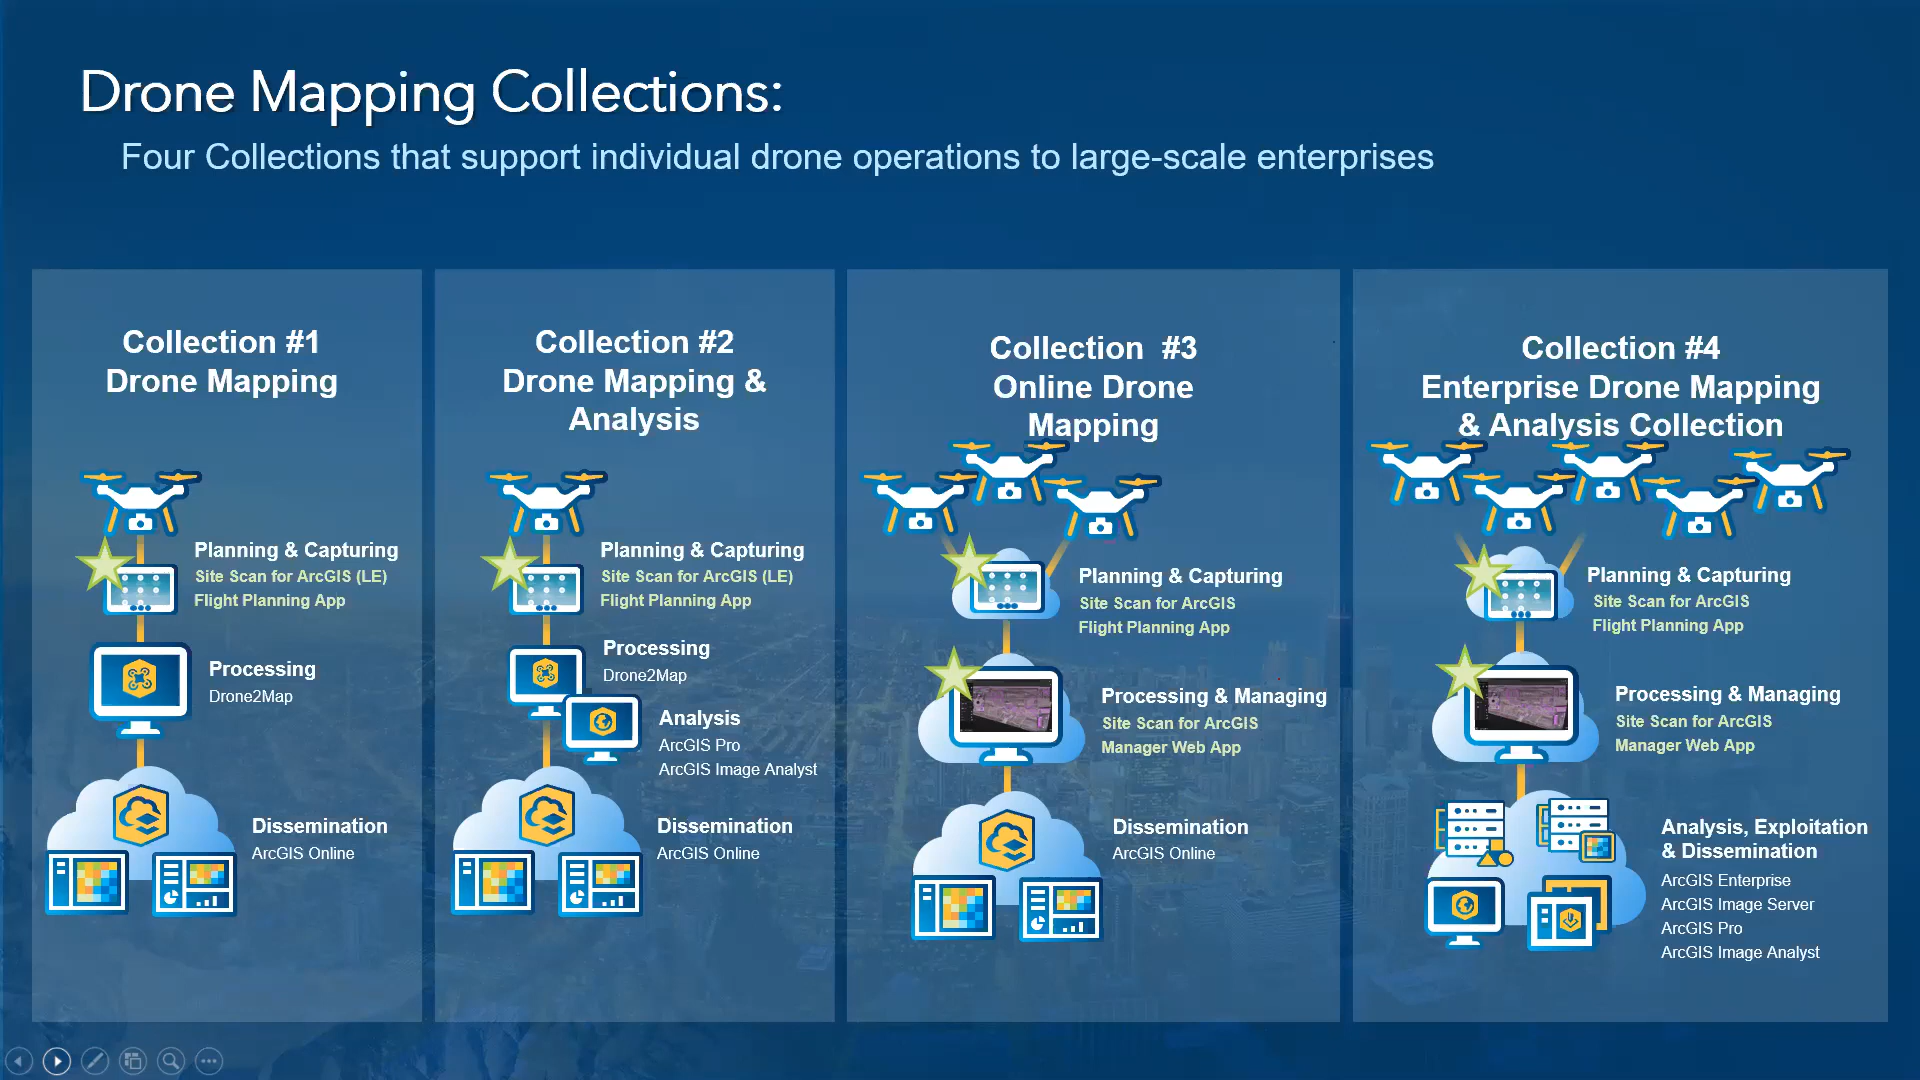 Drone Mapping Collections:
Four Collections that support individual drone operations to large-scale enterprises
Collection #1
Drone Mapping
Planning & Capturing
Site Scan for ArcGIS (LE)
Flight Planning App
Processing
Drone2Map
Dissemination
ArcGIS Online
Collection #2
Drone Mapping &
Analysis
Planning & Capturing
Site Scan for ArcGIS (LE)
Flight Planning App
Processing
Drone2Map
Analysis
ArcGIS Pro
ArcGIS Image Analyst
Dissemination
ArcGIS Online
Collection #3
Online Drone
Mapping
Planning & Capturing
Site Scan for ArcGIS
Flight Planning App
Processing & Managing
Site Scan for ArcGIS
Manager Web App
Dissemination
ArcGIS Online
Collection #4
Enterprise Drone Mapping
& Analysis Collection
Planning & Capturing
Site Scan for ArcGIS
Flight Planning App
Processing & Managing
Site Scan for ArcGIS
Manager Web App
Analysis, Exploitation
& Dissemination
ArcGIS Enterprise
ArcGIS Image Server
ArcGIS Pro
ArcGIS Image Analyst